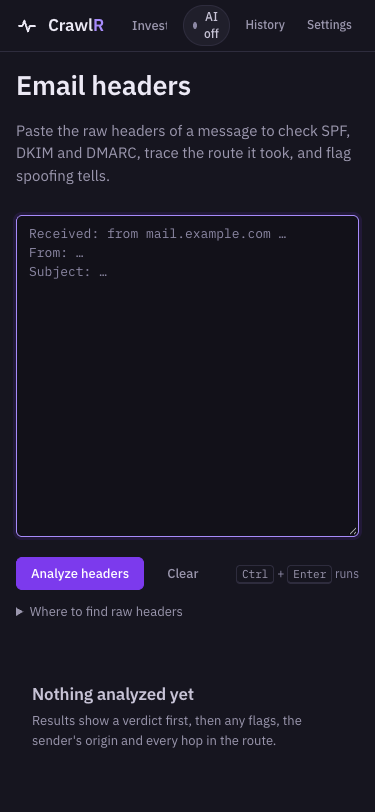 CrawlR Invest AI off History Settings
Email headers
Paste the raw headers of a message to check SPF,
DKIM and DMARC, trace the route it took, and flag
spoofing tells.
Received: from mail.example.com …
From: …
Subject: …
Analyze headers Clear Ctrl + Enter runs
Where to find raw headers
Nothing analyzed yet
Results show a verdict first, then any flags, the
sender's origin and every hop in the route.